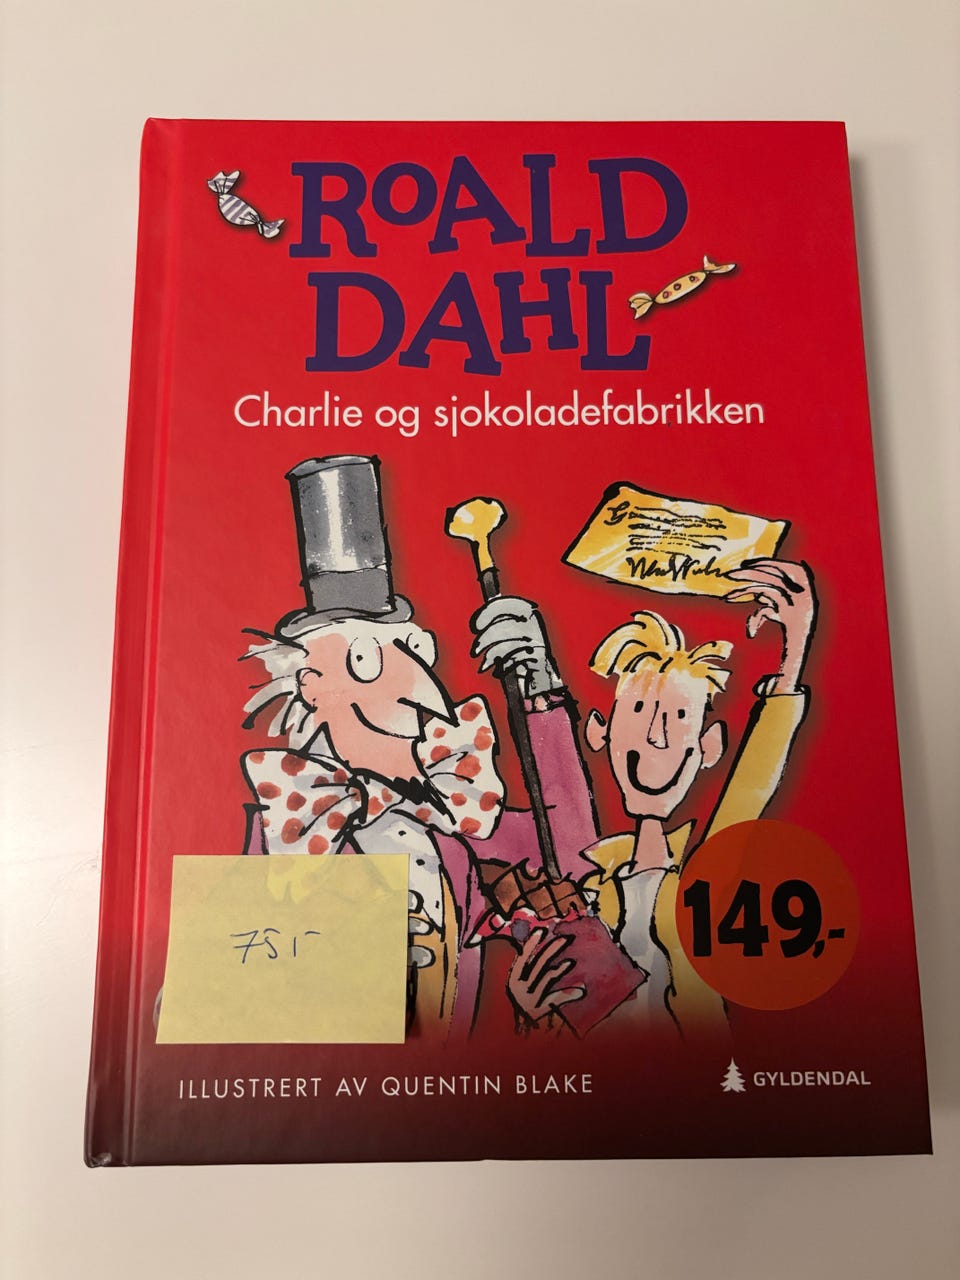 ROALD
DAHL
Charlie og sjokoladefabrikken
149,-
75,-
ILLUSTRERT AV QUENTIN BLAKE
GYLDENDAL